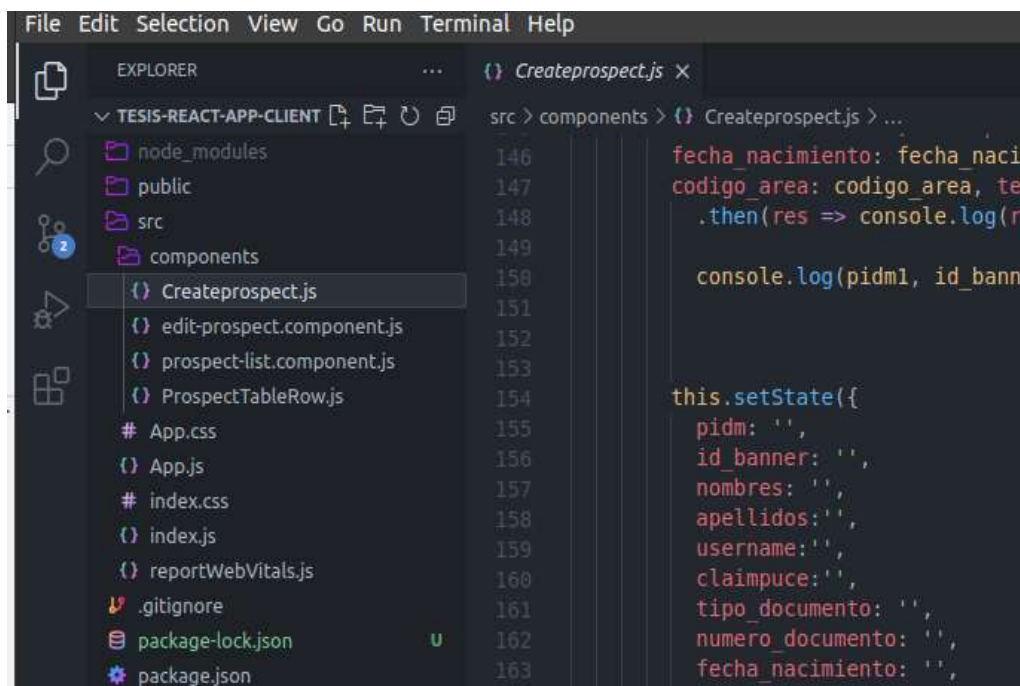 File Edit Selection View Go Run Terminal Help
EXPLORER ...
{} Createprospect.js ×
TESIS-REACT-APP-CLIENT
src > components > {} Createprospect.js > ...
node_modules
public
src
components
{} Createprospect.js
{} edit-prospect.component.js
{} prospect-list.component.js
{} ProspectTableRow.js
# App.css
{} App.js
# index.css
{} index.js
{} reportWebVitals.js
.gitignore
package-lock.json U
package.json
2
146 fecha_nacimiento: fecha_naci
147 codigo_area: codigo_area, te
148 .then(res => console.log(r
149
150 console.log(pidm1, id_bann
151
152
153
154 this.setState({
155 pidm: '',
156 id_banner: '',
157 nombres: '',
158 apellidos:'',
159 username:'',
160 claimpuce:'',
161 tipo_documento: '',
162 numero_documento: '',
163 fecha_nacimiento: '',